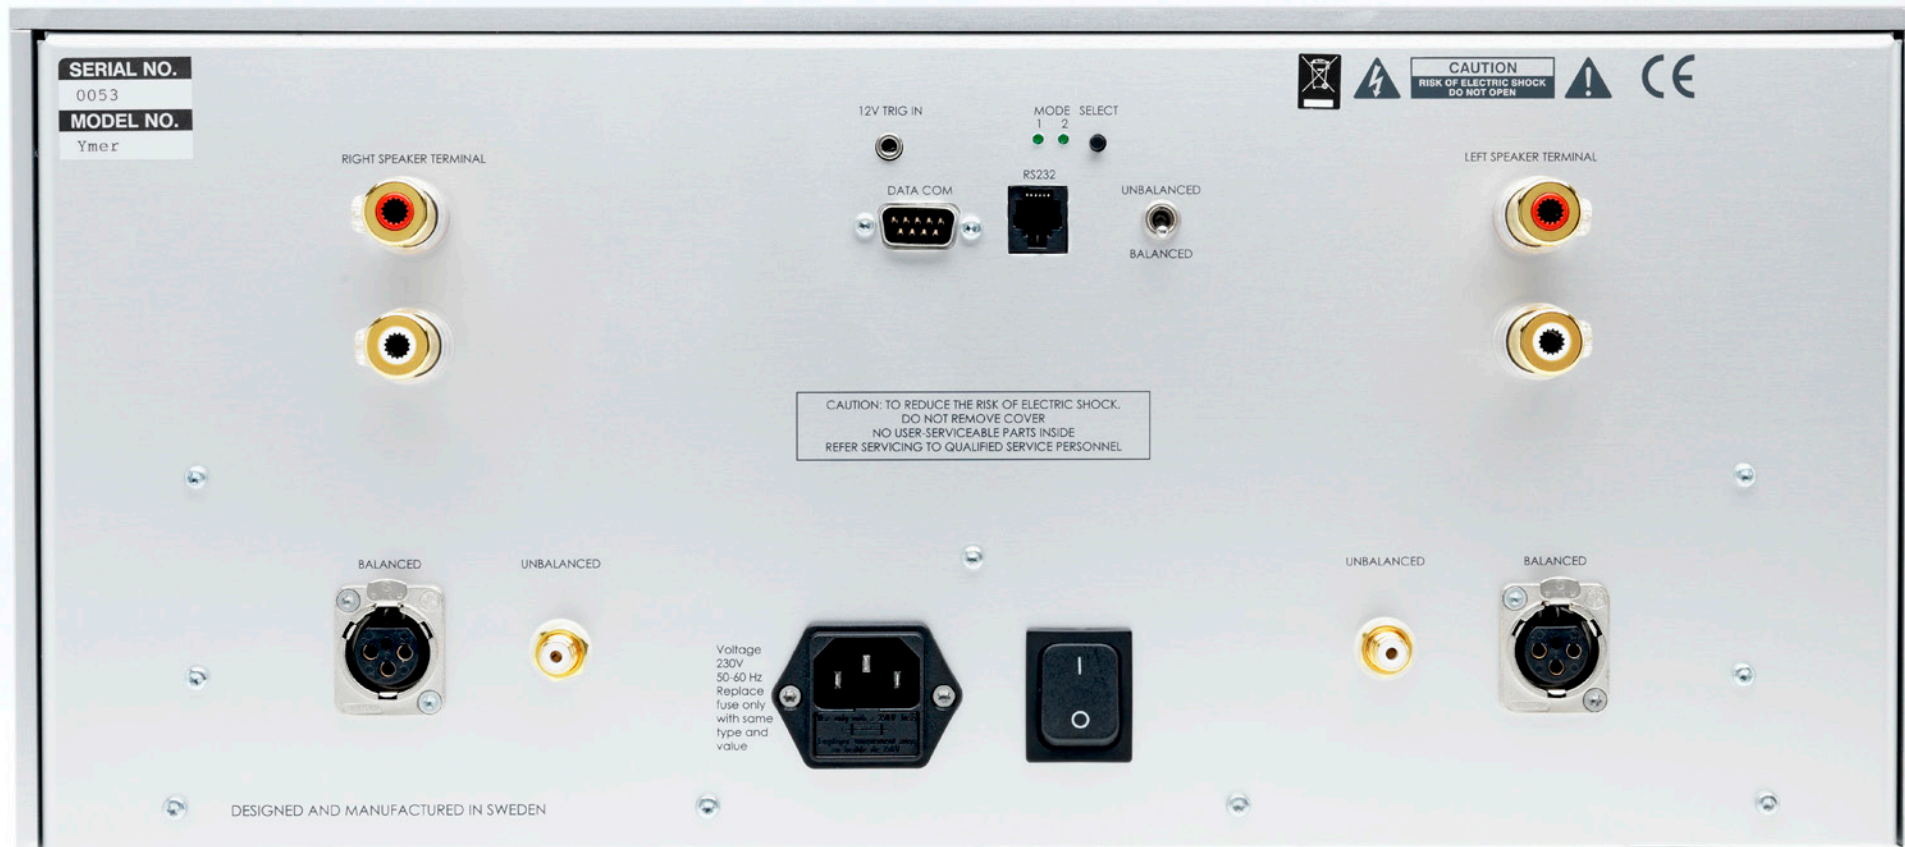 SERIAL NO.
0053
MODEL NO.
Ymer
CAUTION
RISK OF ELECTRIC SHOCK
DO NOT OPEN
CE
12V TRIG IN
MODE SELECT
1 2
RIGHT SPEAKER TERMINAL
LEFT SPEAKER TERMINAL
DATA COM
RS232
UNBALANCED
BALANCED
CAUTION: TO REDUCE THE RISK OF ELECTRIC SHOCK.
DO NOT REMOVE COVER
NO USER-SERVICEABLE PARTS INSIDE
REFER SERVICING TO QUALIFIED SERVICE PERSONNEL
BALANCED
UNBALANCED
UNBALANCED
BALANCED
Voltage
230V
50-60 Hz
Replace
fuse only
with same
type and
value
I
O
DESIGNED AND MANUFACTURED IN SWEDEN